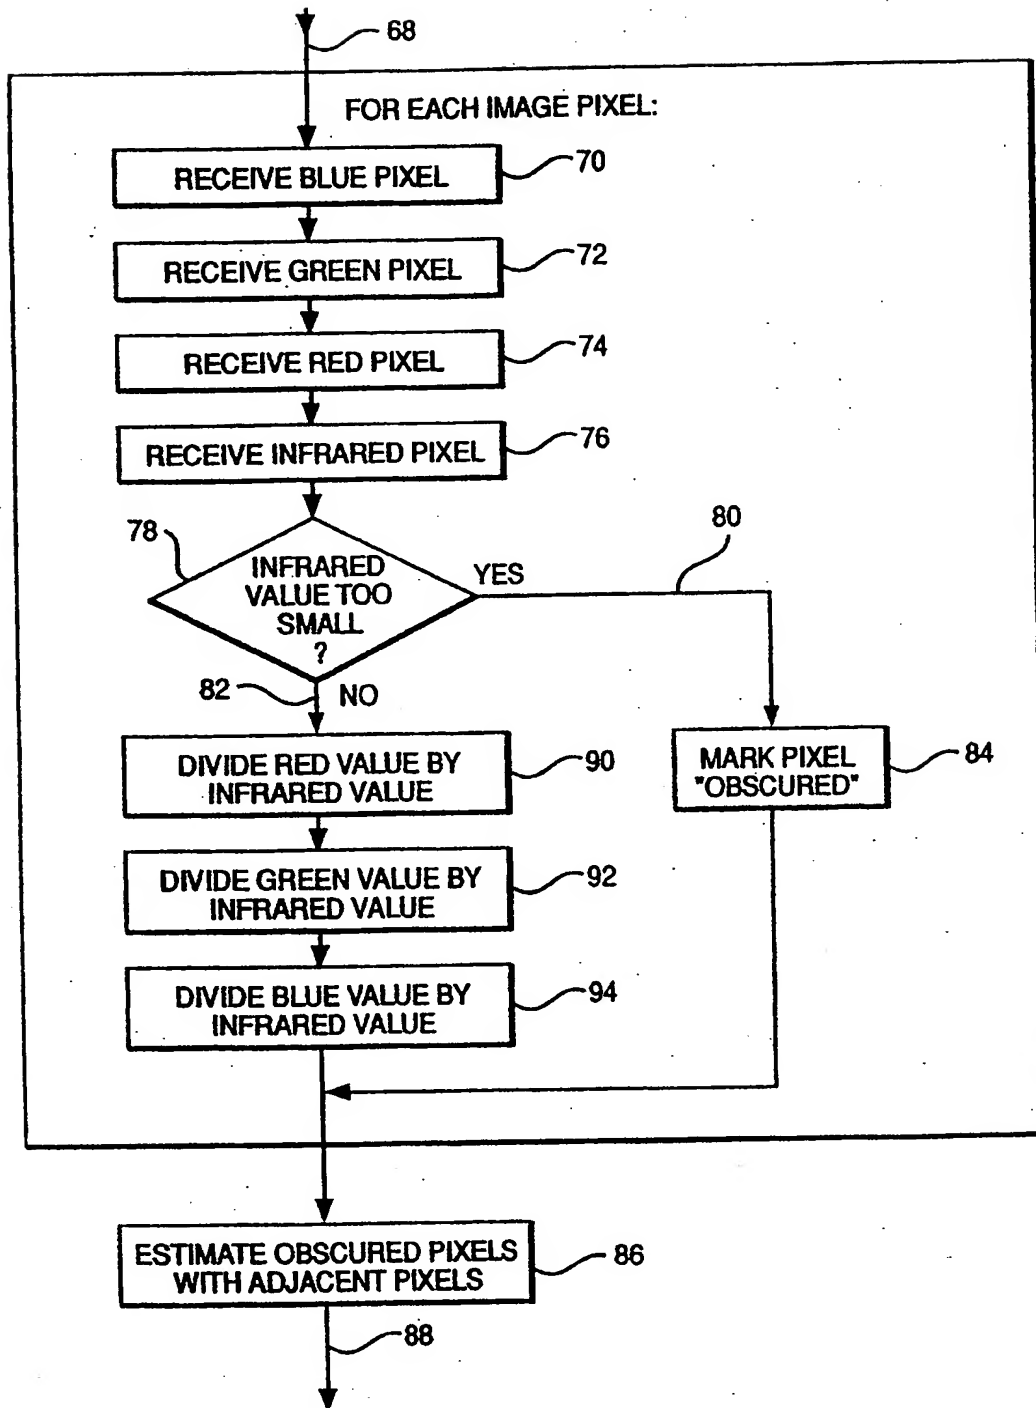 68
FOR EACH IMAGE PIXEL:
RECEIVE BLUE PIXEL
70
RECEIVE GREEN PIXEL
72
RECEIVE RED PIXEL
74
RECEIVE INFRARED PIXEL
76
78
INFRARED
VALUE TOO
SMALL
?
YES
80
82
NO
DIVIDE RED VALUE BY
INFRARED VALUE
90
MARK PIXEL
"OBSCURED"
84
DIVIDE GREEN VALUE BY
INFRARED VALUE
92
DIVIDE BLUE VALUE BY
INFRARED VALUE
94
ESTIMATE OBSCURED PIXELS
WITH ADJACENT PIXELS
86
88